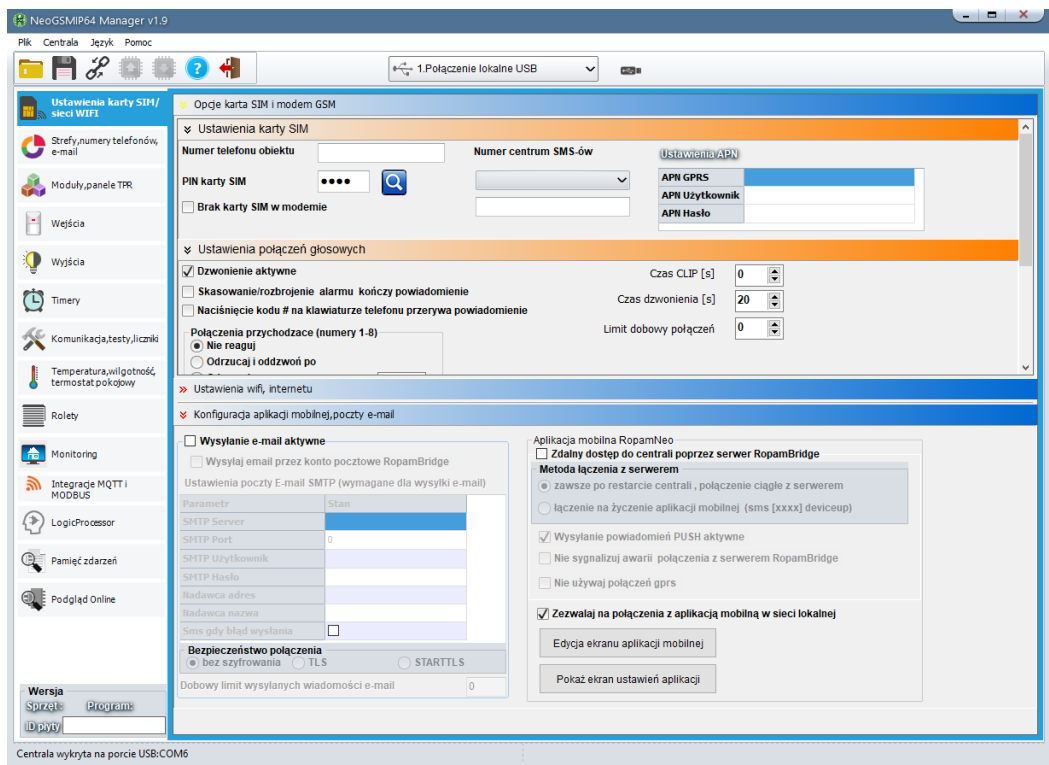 NeoGSMIP64 Manager v1.9
Plik Centrala Język Pomoc
1.Połączenie lokalne USB
Ustawienia karty SIM/
sieci WIFI
Strefy,numery telefonów,
e-mail
Moduły,panele TPR
Wejścia
Wyjścia
Timery
Komunikacja,testy,liczniki
Temperatura,wilgotność,
termostat pokojowy
Rolety
Monitoring
Integracje MQTT i
MODBUS
LogicProcessor
Pamięć zdarzeń
Podgląd Online
Wersja
Sprzęt: Program:
ID płyty
Opcje karta SIM i modem GSM
Ustawienia karty SIM
Numer telefonu obiektu
Numer centrum SMS-ów
Ustawienia APN
PIN karty SIM
APN GPRS
APN Użytkownik
APN Hasło
Brak karty SIM w modemie
Ustawienia połączeń głosowych
Dzwonienie aktywne
Czas CLIP [s] 0
Skasowanie/rozbrojenie alarmu kończy powiadomienie
Czas dzwonienia [s] 20
Naciśnięcie kodu # na klawiaturze telefonu przerywa powiadomienie
Limit dobowy połączeń 0
Połączenia przychodzace (numery 1-8)
Nie reaguj
Odrzucaj i oddzwoń po
Ustawienia wifi, internetu
Konfiguracja aplikacji mobilnej,poczty e-mail
Wysyłanie e-mail aktywne
Wysyłaj email przez konto pocztowe RopamBridge
Ustawienia poczty E-mail SMTP (wymagane dla wysyłki e-mail)
Parametr Stan
SMTP Server
SMTP Port 0
SMTP Użytkownik
SMTP Hasło
Nadawca adres
Nadawca nazwa
Sms gdy błąd wysłania
Bezpieczeństwo połączenia
bez szyfrowania TLS STARTTLS
Dobowy limit wysyłanych wiadomości e-mail 0
Aplikacja mobilna RopamNeo
Zdalny dostęp do centrali poprzez serwer RopamBridge
Metoda łączenia z serwerem
zawsze po restarcie centrali , połączenie ciągłe z serwerem
łączenie na życzenie aplikacji mobilnej (sms [xxxx] deviceup)
Wysyłanie powiadomień PUSH aktywne
Nie sygnalizuj awarii połączenia z serwerem RopamBridge
Nie używaj połączeń gprs
Zezwalaj na połączenia z aplikacją mobilną w sieci lokalnej
Edycja ekranu aplikacji mobilnej
Pokaż ekran ustawień aplikacji
Centrala wykryta na porcie USB:COM6